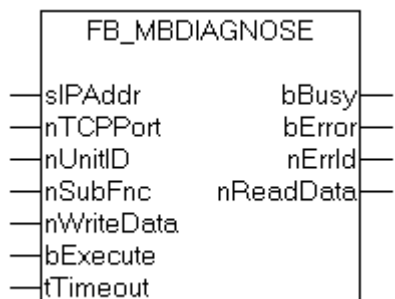 FB_MBDIAGNOSE
sIPAddr bBusy
nTCPPort bError
nUnitID nErrId
nSubFnc nReadData
nWriteData
bExecute
tTimeout